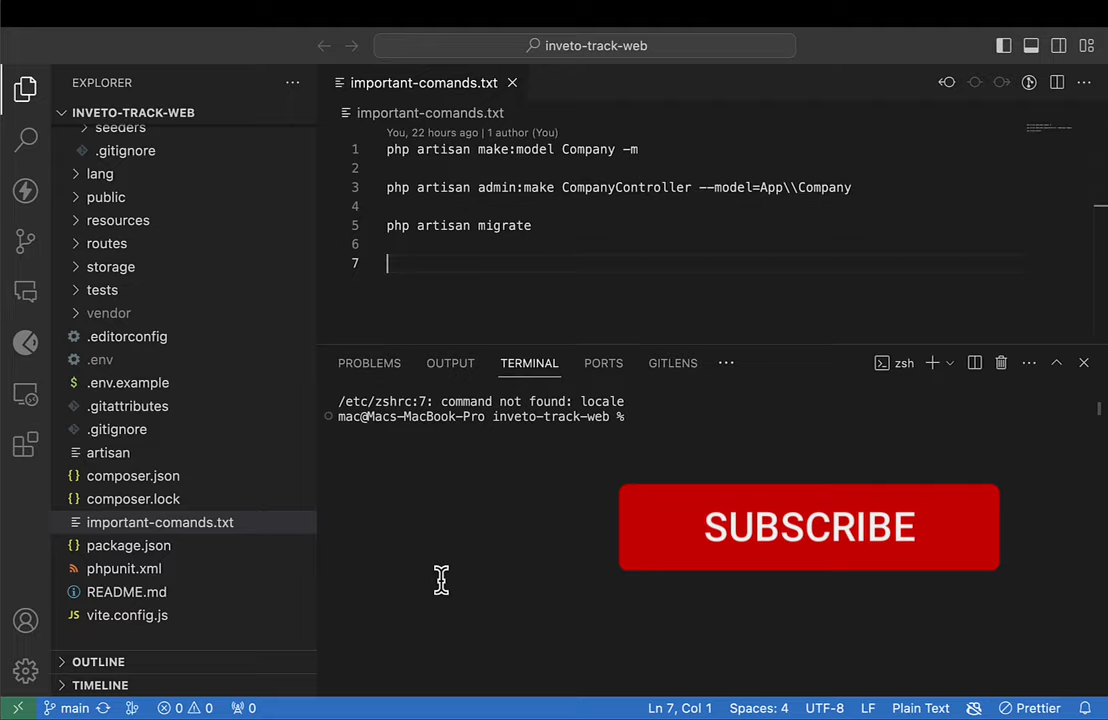 inveto-track-web
EXPLORER
important-comands.txt
INVETO-TRACK-WEB
important-comands.txt
seeders
You, 22 hours ago | 1 author (You)
.gitignore
1 php artisan make:model Company -m
lang
2
public
3 php artisan admin:make CompanyController --model=App\\Company
resources
4
routes
5 php artisan migrate
storage
6
7
tests
vendor
.editorconfig
.env
PROBLEMS OUTPUT TERMINAL PORTS GITLENS
zsh
$ .env.example
/etc/zshrc:7: command not found: locale
.gitattributes
mac@Macs-MacBook-Pro inveto-track-web %
.gitignore
artisan
{} composer.json
{} composer.lock
important-comands.txt
SUBSCRIBE
{} package.json
phpunit.xml
README.md
JS vite.config.js
OUTLINE
TIMELINE
main 0 0 0 Ln 7, Col 1 Spaces: 4 UTF-8 LF Plain Text Prettier